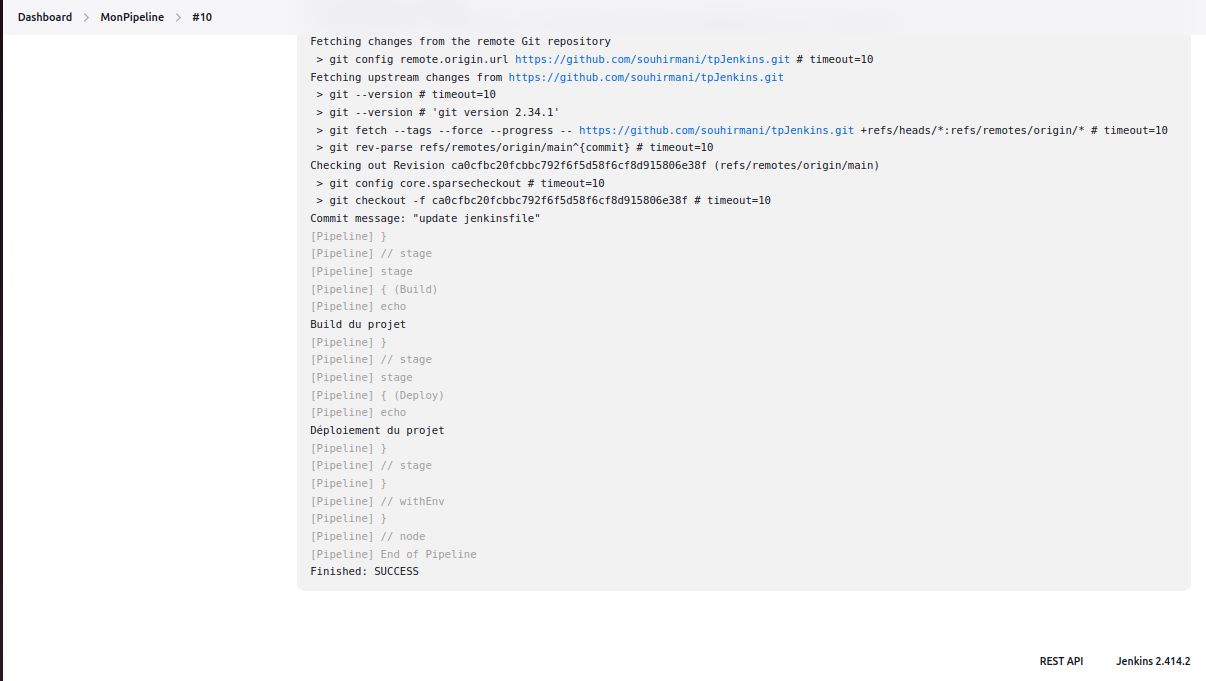 Dashboard > MonPipeline > #10
Fetching changes from the remote Git repository
> git config remote.origin.url https://github.com/souhirmani/tpJenkins.git # timeout=10
Fetching upstream changes from https://github.com/souhirmani/tpJenkins.git
> git --version # timeout=10
> git --version # 'git version 2.34.1'
> git fetch --tags --force --progress -- https://github.com/souhirmani/tpJenkins.git +refs/heads/*:refs/remotes/origin/* # timeout=10
> git rev-parse refs/remotes/origin/main^{commit} # timeout=10
Checking out Revision ca0cfbc20fcbbc792f6f5d58f6cf8d915806e38f (refs/remotes/origin/main)
> git config core.sparsecheckout # timeout=10
> git checkout -f ca0cfbc20fcbbc792f6f5d58f6cf8d915806e38f # timeout=10
Commit message: "update jenkinsfile"
[Pipeline] }
[Pipeline] // stage
[Pipeline] stage
[Pipeline] { (Build)
[Pipeline] echo
Build du projet
[Pipeline] }
[Pipeline] // stage
[Pipeline] stage
[Pipeline] { (Deploy)
[Pipeline] echo
Déploiement du projet
[Pipeline] }
[Pipeline] // stage
[Pipeline] }
[Pipeline] // withEnv
[Pipeline] }
[Pipeline] // node
[Pipeline] End of Pipeline
Finished: SUCCESS
REST API Jenkins 2.414.2